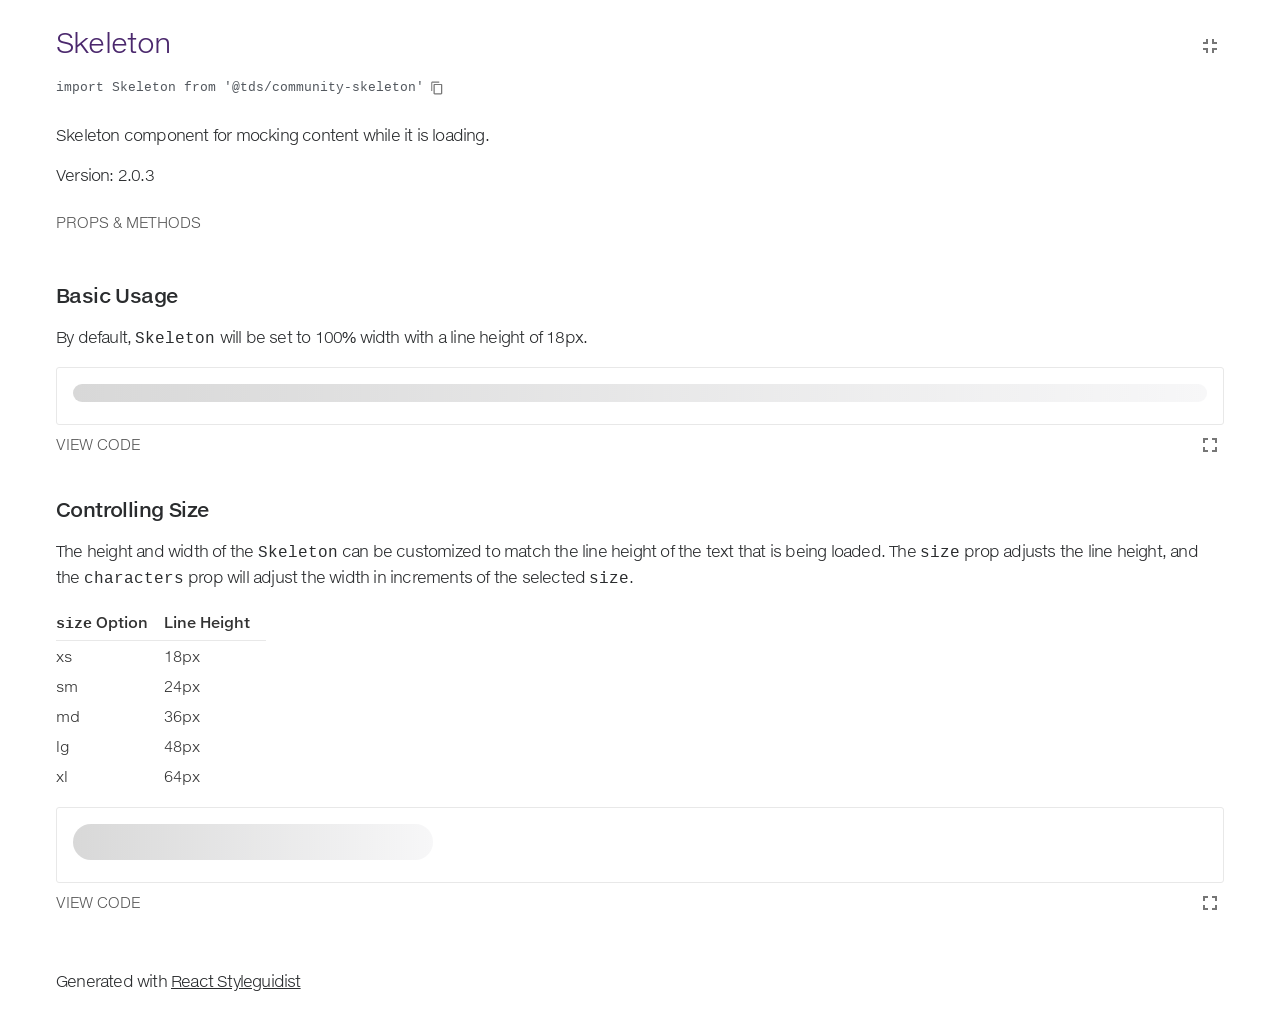 Skeleton
import Skeleton from '@tds/community-skeleton'
Skeleton component for mocking content while it is loading.
Version: 2.0.3
PROPS & METHODS
Basic Usage
By default, Skeleton will be set to 100% width with a line height of 18px.
VIEW CODE
Controlling Size
The height and width of the Skeleton can be customized to match the line height of the text that is being loaded. The size prop adjusts the line height, and
the characters prop will adjust the width in increments of the selected size.
size Option Line Height
xs 18px
sm 24px
md 36px
lg 48px
xl 64px
VIEW CODE
Generated with React Styleguidist